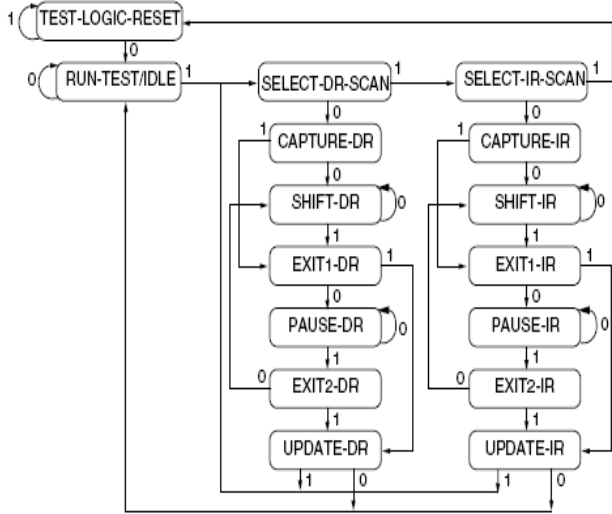 1 TEST-LOGIC-RESET
0
0 RUN-TEST/IDLE 1 SELECT-DR-SCAN 1 SELECT-IR-SCAN 1
0 0
1 CAPTURE-DR 1 CAPTURE-IR
0 0
SHIFT-DR 0 SHIFT-IR 0
1 1
EXIT1-DR 1 EXIT1-IR 1
0 0
PAUSE-DR 0 PAUSE-IR 0
1 1
0 EXIT2-DR 0 EXIT2-IR
1 1
UPDATE-DR UPDATE-IR
1 0 1 0